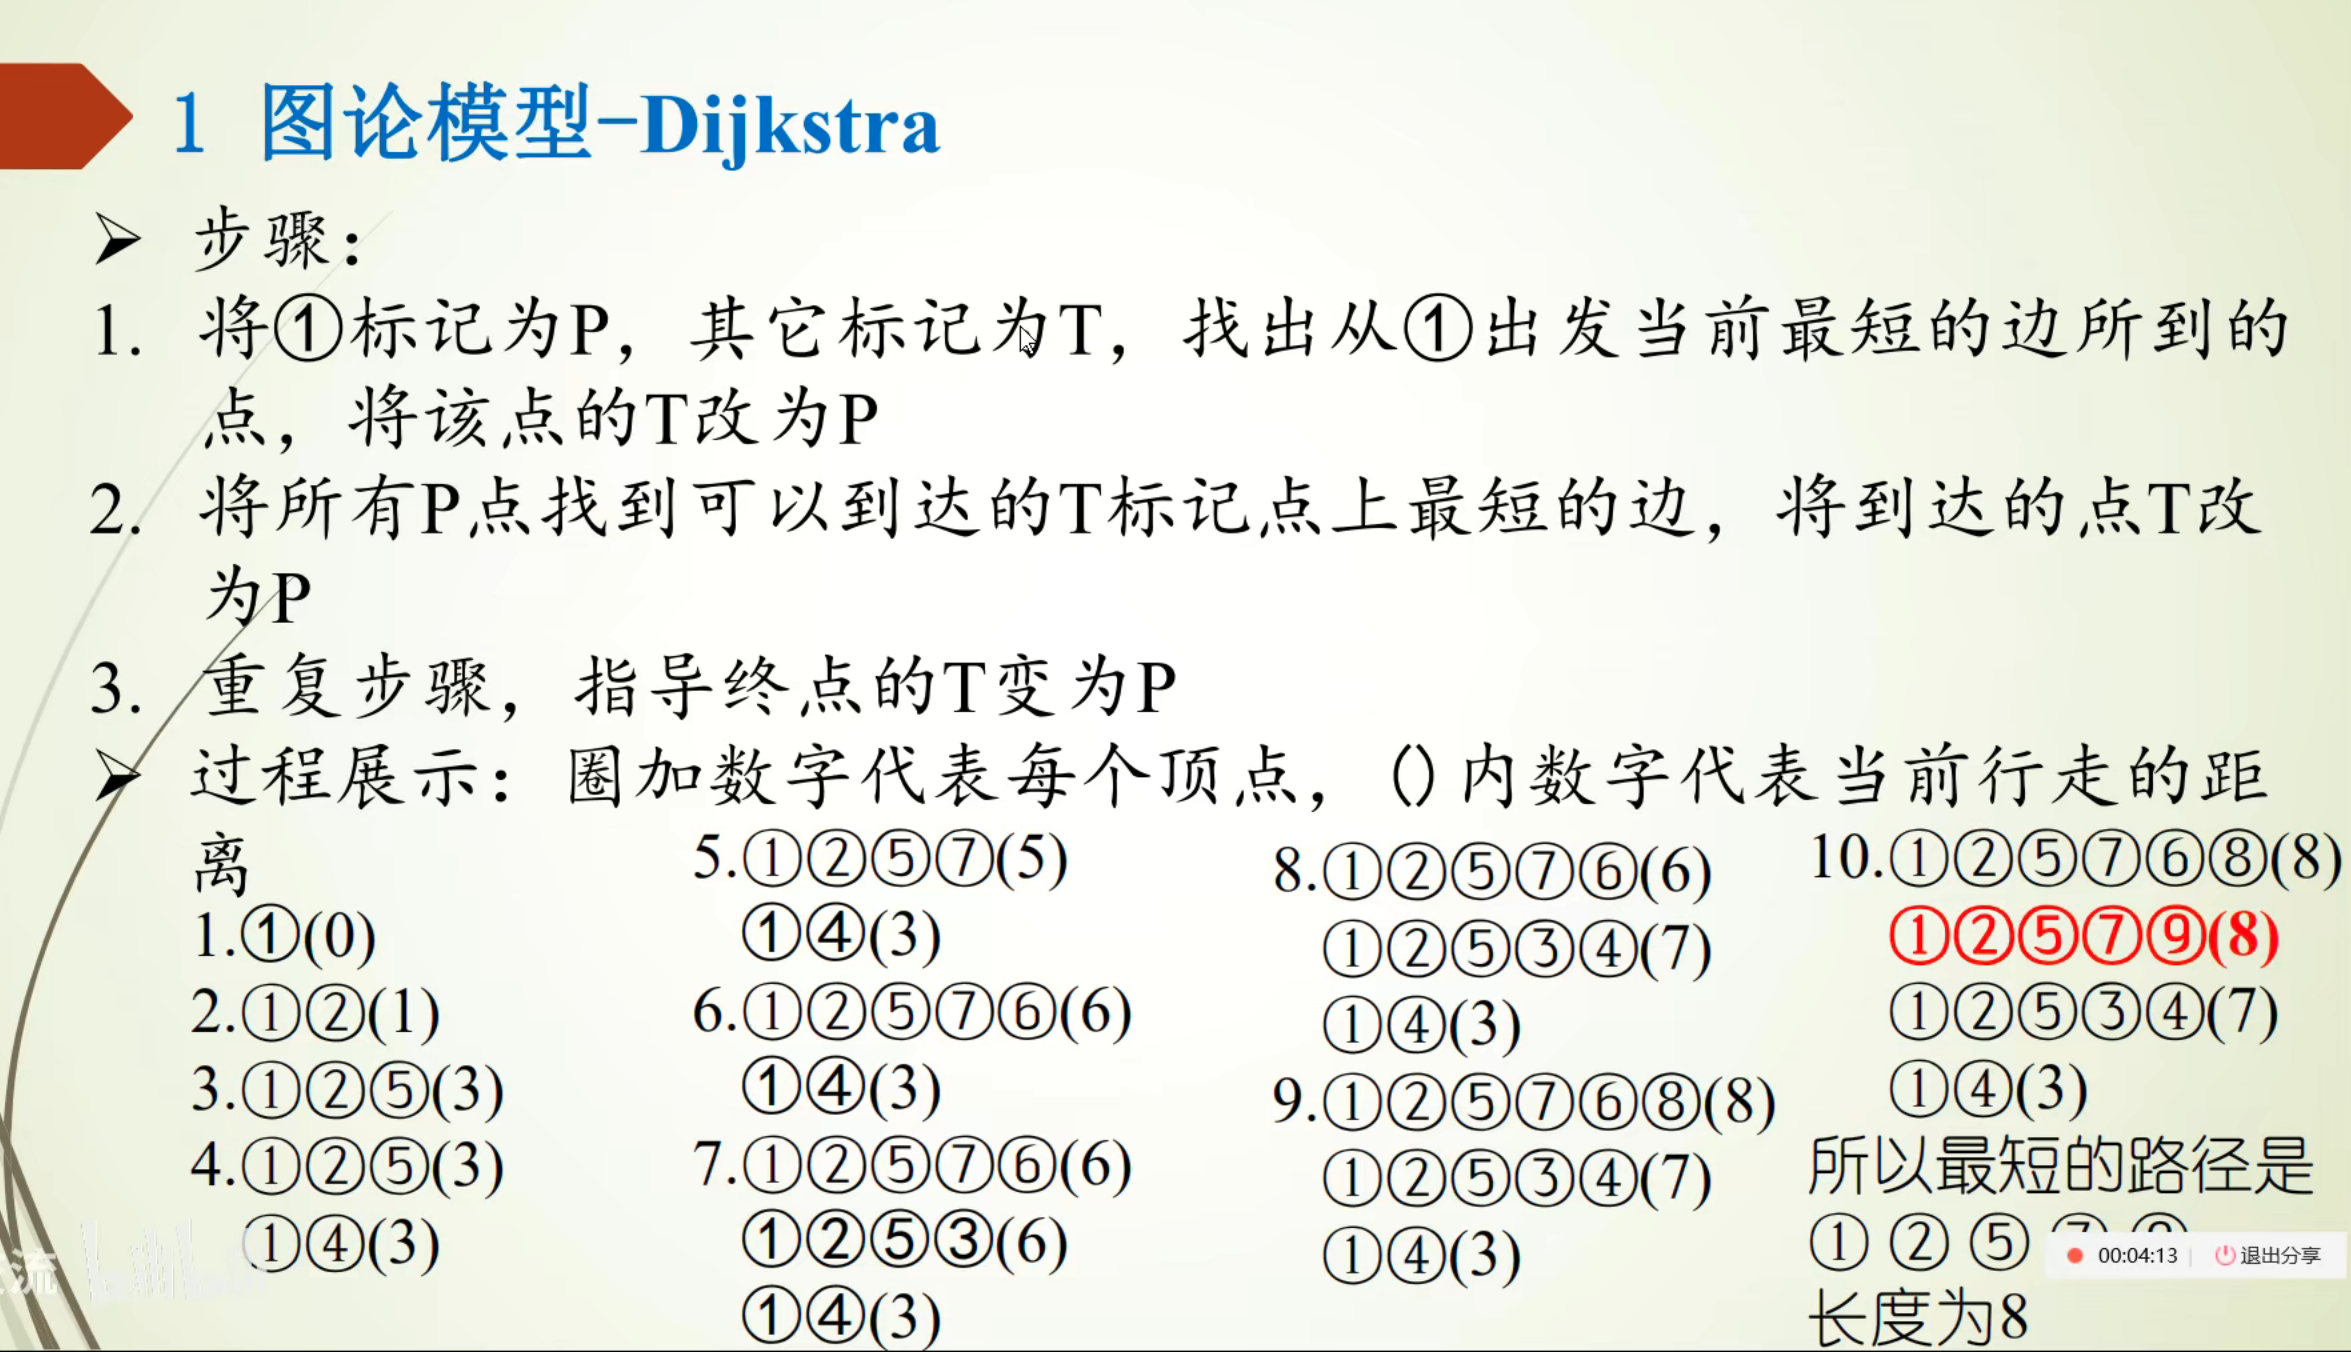 1 图论模型-Dijkstra
➢ 步骤：
1. 将①标记为P，其它标记为T，找出从①出发当前最短的边所到的
点，将该点的T改为P
2. 将所有P点找到可以到达的T标记点上最短的边，将到达的点T改
为P
3. 重复步骤，指导终点的T变为P
➢ 过程展示：圈加数字代表每个顶点，()内数字代表当前行走的距
离
1.①(0)
2.①②(1)
3.①②⑤(3)
4.①②⑤(3)
①④(3)
5.①②⑤⑦(5)
①④(3)
6.①②⑤⑦⑥(6)
①④(3)
7.①②⑤⑦⑥(6)
①②⑤③(6)
①④(3)
8.①②⑤⑦⑥(6)
①②⑤③④(7)
①④(3)
9.①②⑤⑦⑥⑧(8)
①②⑤③④(7)
①④(3)
10.①②⑤⑦⑥⑧(8)
①②⑤⑦⑨(8)
①②⑤③④(7)
①④(3)
所以最短的路径是
① ② ⑤
长度为8
00:04:13 退出分享
流